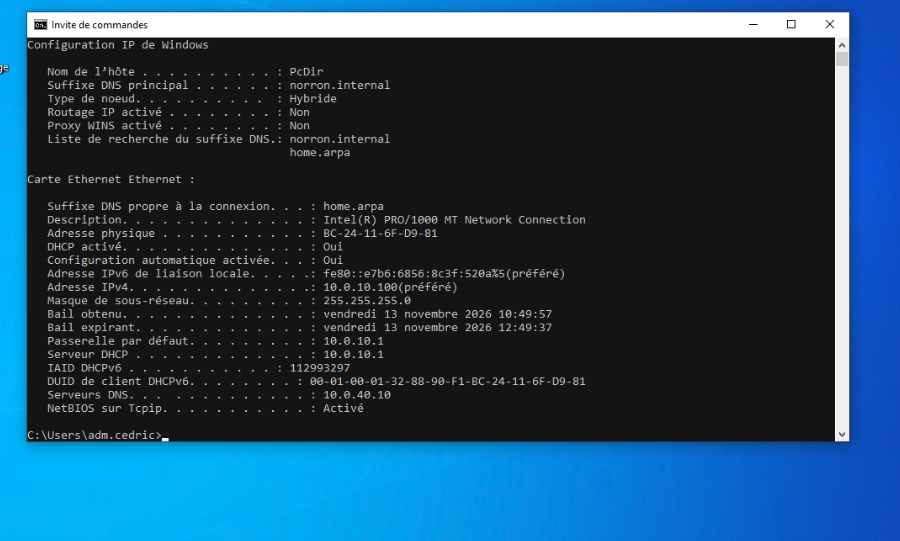 ge
Invite de commandes
Configuration IP de Windows
Nom de l’hôte . . . . . . . . . . : PcDir
Suffixe DNS principal . . . . . . : norron.internal
Type de noeud. . . . . . . . . . : Hybride
Routage IP activé . . . . . . . . : Non
Proxy WINS activé . . . . . . . . : Non
Liste de recherche du suffixe DNS.: norron.internal
home.arpa
Carte Ethernet Ethernet :
Suffixe DNS propre à la connexion. . . : home.arpa
Description. . . . . . . . . . . . . . : Intel(R) PRO/1000 MT Network Connection
Adresse physique . . . . . . . . . . . : BC-24-11-6F-D9-81
DHCP activé. . . . . . . . . . . . . . : Oui
Configuration automatique activée. . . : Oui
Adresse IPv6 de liaison locale. . . . .: fe80::e7b6:6856:8c3f:520a%5(préféré)
Adresse IPv4. . . . . . . . . . . . . .: 10.0.10.100(préféré)
Masque de sous-réseau. . . . . . . . . : 255.255.255.0
Bail obtenu. . . . . . . . . . . . . . : vendredi 13 novembre 2026 10:49:57
Bail expirant. . . . . . . . . . . . . : vendredi 13 novembre 2026 12:49:37
Passerelle par défaut. . . . . . . . . : 10.0.10.1
Serveur DHCP . . . . . . . . . . . . . : 10.0.10.1
IAID DHCPv6 . . . . . . . . . . . : 112993297
DUID de client DHCPv6. . . . . . . . : 00-01-00-01-32-88-90-F1-BC-24-11-6F-D9-81
Serveurs DNS. . . . . . . . . . . . . : 10.0.40.10
NetBIOS sur Tcpip. . . . . . . . . . . : Activé
C:\Users\adm.cedric>